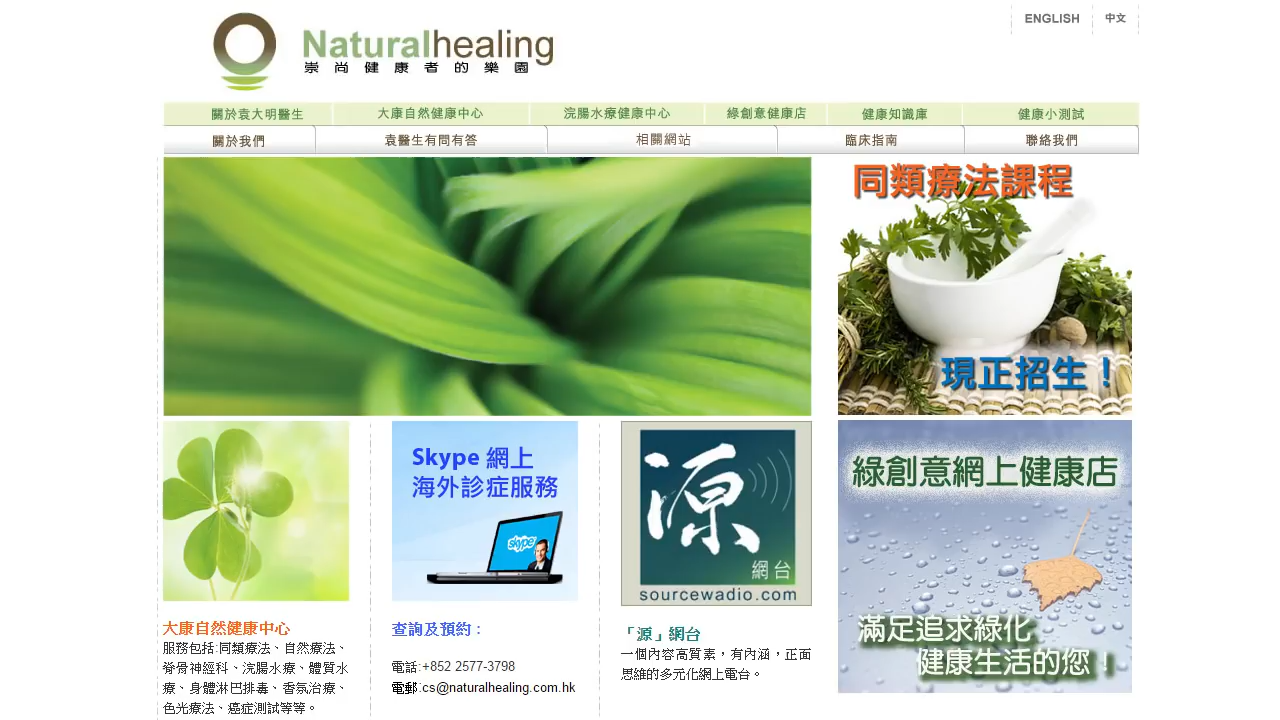 ENGLISH
中文
Naturalhealing
崇尚健康者的樂園
關於袁大明醫生
大康自然健康中心
浣腸水療健康中心
綠創意健康店
健康知識庫
健康小測試
關於我們
袁醫生有問有答
相關網站
臨床指南
聯絡我們
同類療法課程
現正招生！
Skype 網上
海外診症服務
skype
源
網台
sourcewadio.com
綠創意網上健康店
滿足追求綠化
健康生活的您！
大康自然健康中心
服務包括:同類療法、自然療法、
脊骨神經科、浣腸水療、體質水
療、身體淋巴排毒、香氛治療、
色光療法、癌症測試等等。
查詢及預約：
電話:+852 2577-3798
電郵:cs@naturalhealing.com.hk
「源」網台
一個內容高質素，有內涵，正面
思維的多元化網上電台。